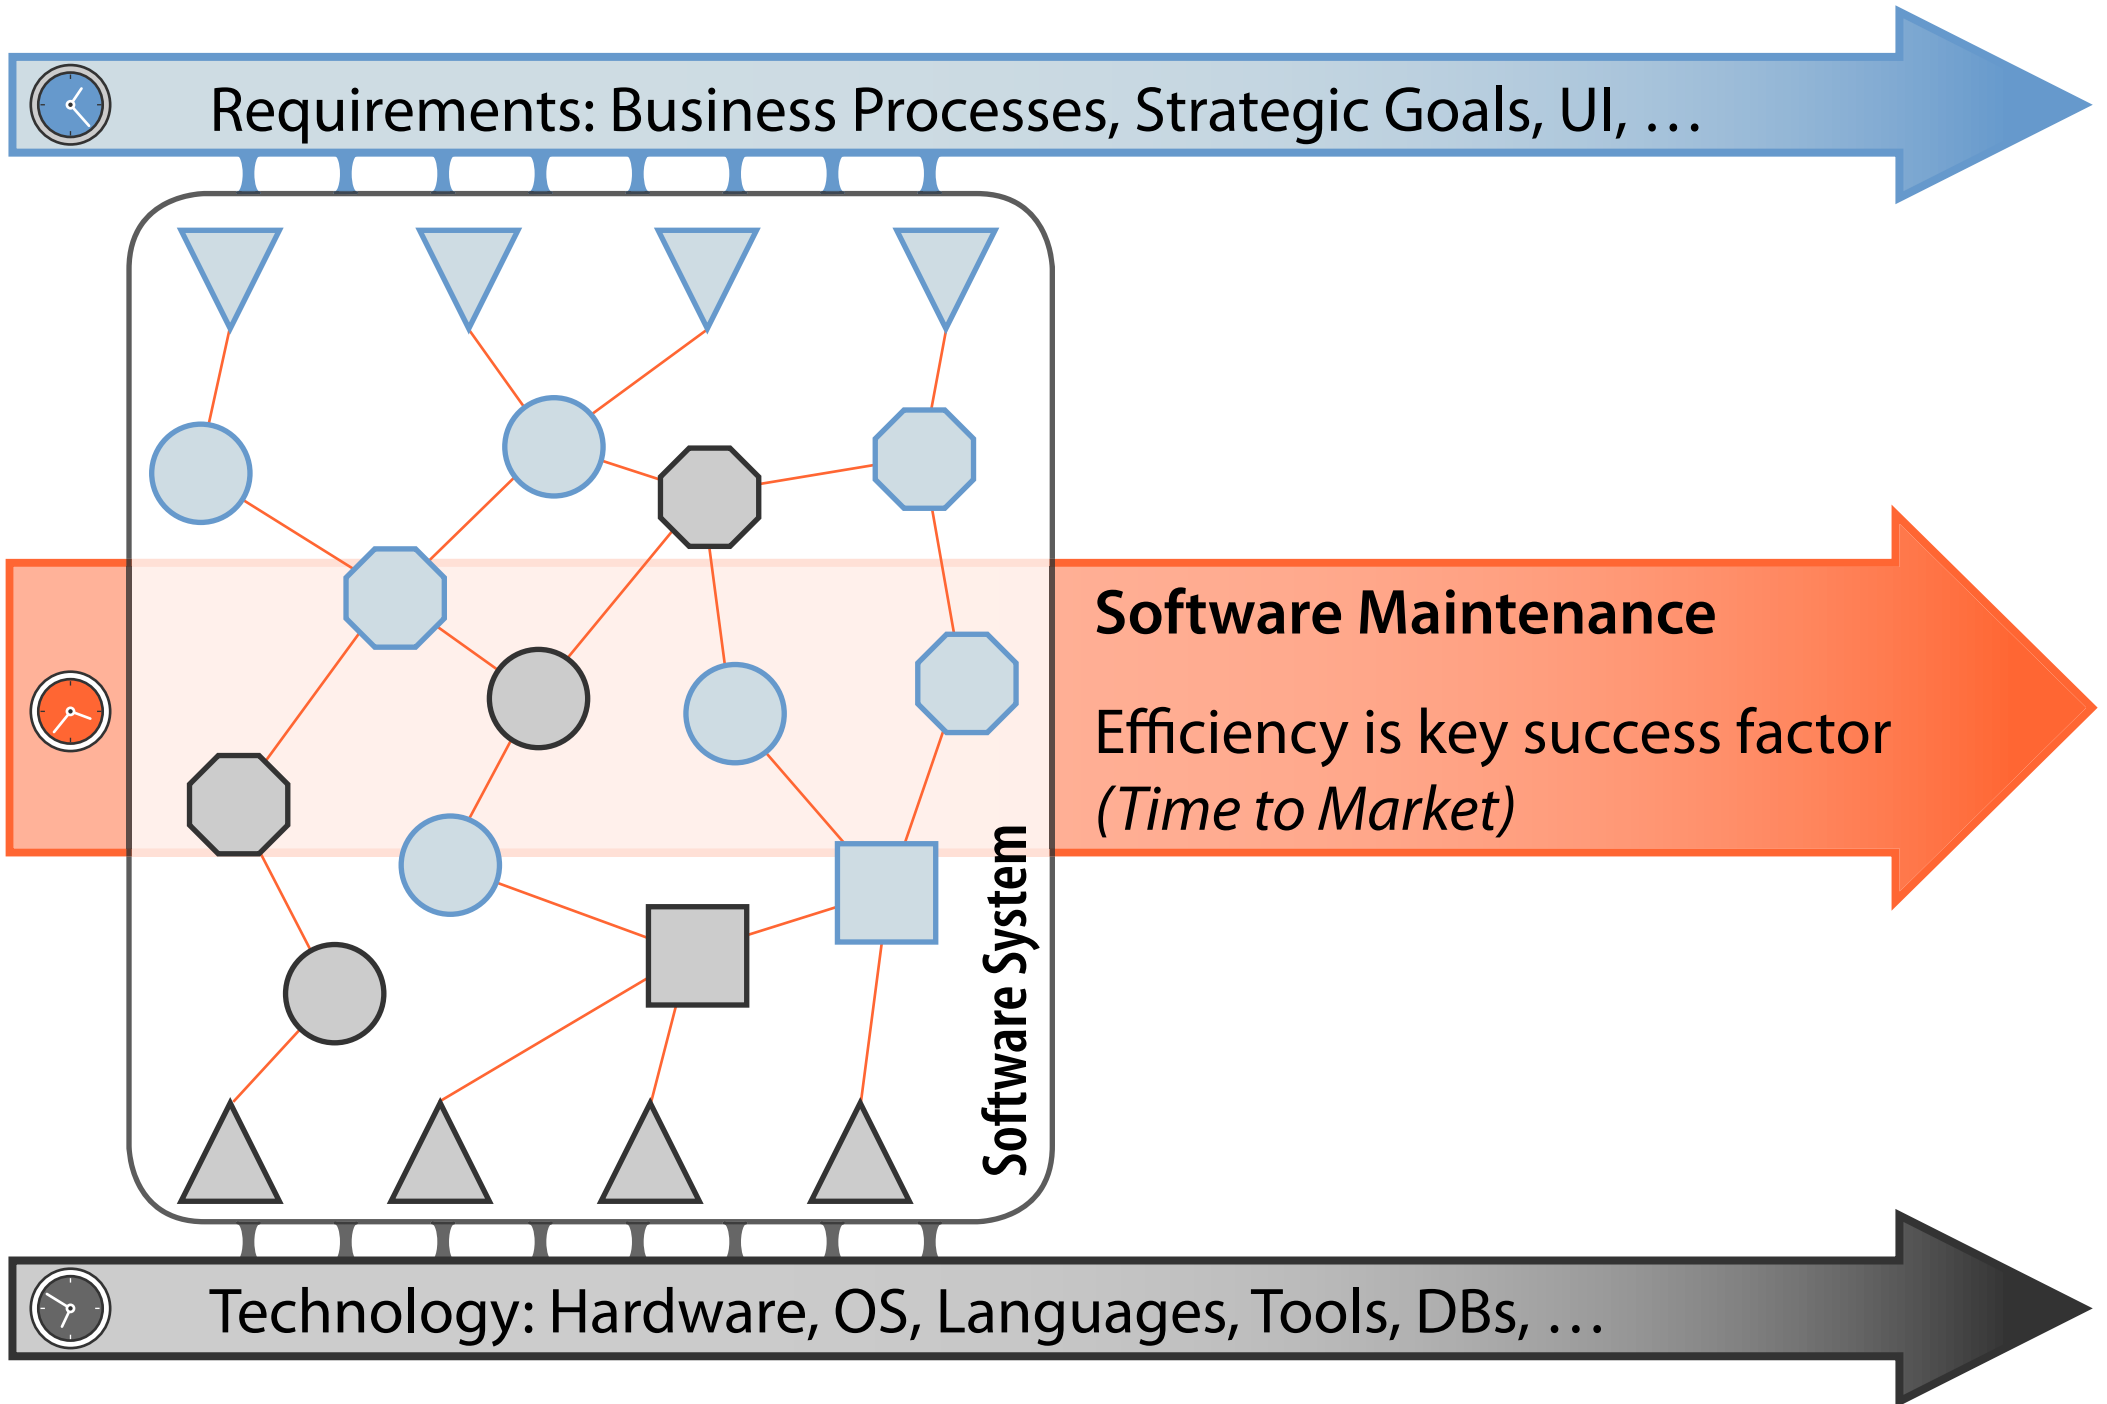 Requirements: Business Processes, Strategic Goals, UI, …
Software Maintenance
Efficiency is key success factor
(Time to Market)
Software System
Technology: Hardware, OS, Languages, Tools, DBs, …